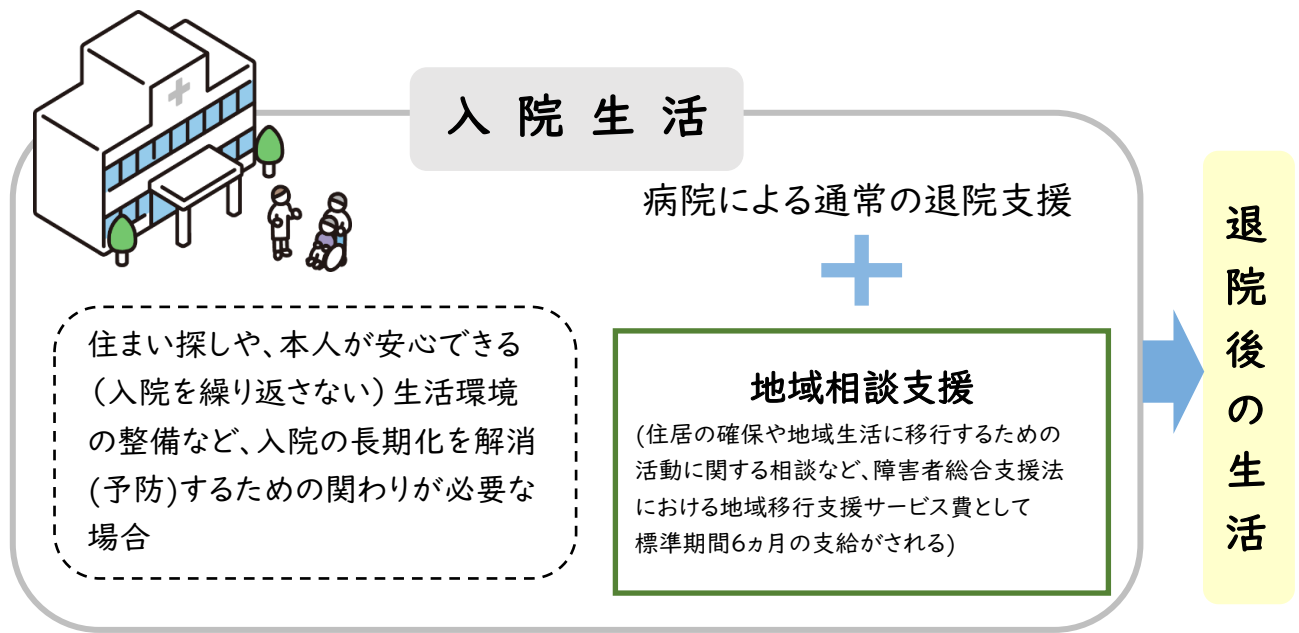 入院生活
病院による通常の退院支援
住まい探しや、本人が安心できる
(入院を繰り返さない)生活環境
の整備など、入院の長期化を解消
(予防)するための関わりが必要な
場合
地域相談支援
(住居の確保や地域生活に移行するための
活動に関する相談など、障害者総合支援法
における地域移行支援サービス費として
標準期間6ヵ月の支給がされる)
退院後の生活